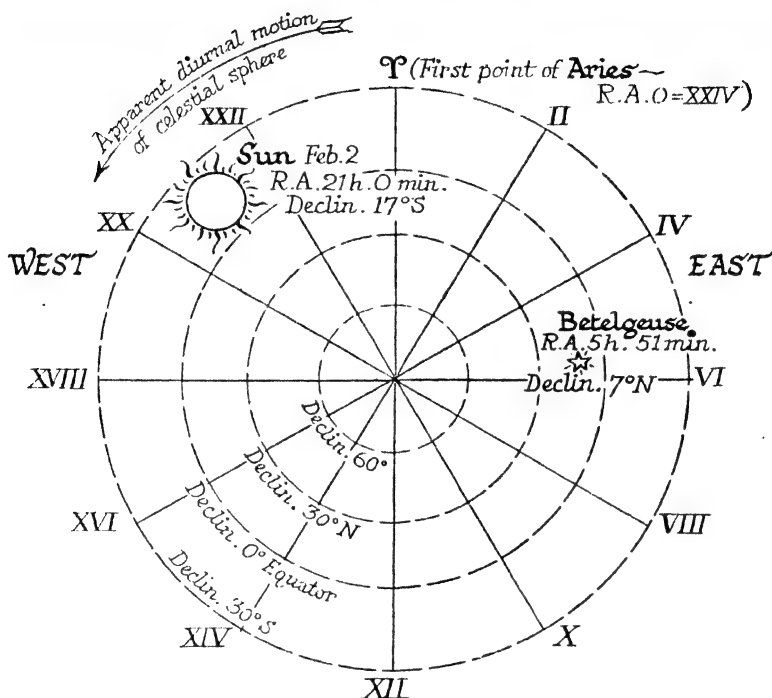 Apparent diurnal motion
of celestial sphere
♈ (First point of Aries~
R.A.0=XXIV)
XXII
II
Sun Feb.2
R.A.21h.0 min.
Declin. 17°S
XX
IV
WEST
EAST
Betelgeuse
R.A.5h. 51min.
XVIII
VI
Declin. 7°N
Declin. 60°
Declin. 30°N
Declin. 0° Equator
Declin. 30°S
XVI
VIII
XIV
X
XII